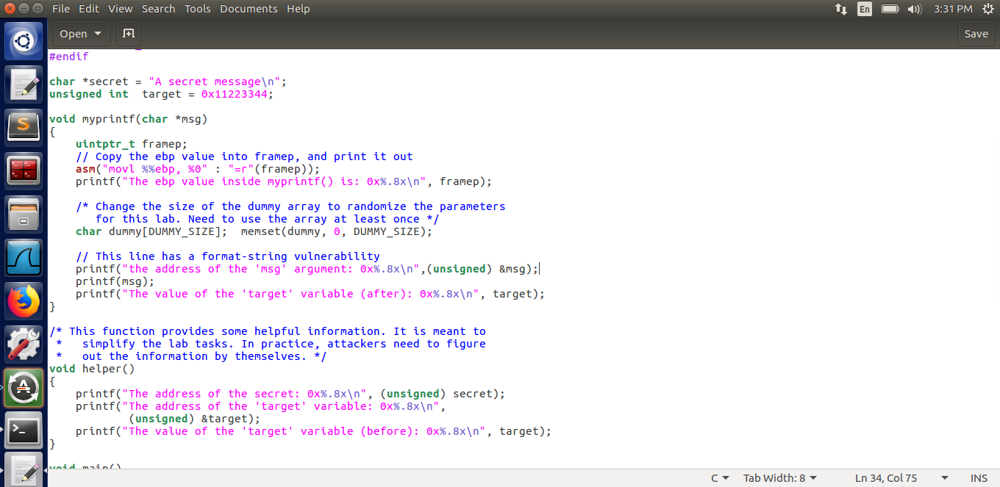 File Edit View Search Tools Documents Help En 3:31 PM
Open Save
#endif
char *secret = "A secret message\n";
unsigned int  target = 0x11223344;
void myprintf(char *msg)
{
    uintptr_t framep;
    // Copy the ebp value into framep, and print it out
    asm("movl %%ebp, %0" : "=r"(framep));
    printf("The ebp value inside myprintf() is: 0x%.8x\n", framep);
    /* Change the size of the dummy array to randomize the parameters
       for this lab. Need to use the array at least once */
    char dummy[DUMMY_SIZE];  memset(dummy, 0, DUMMY_SIZE);
    // This line has a format-string vulnerability
    printf("the address of the 'msg' argument: 0x%.8x\n",(unsigned) &msg);
    printf(msg);
    printf("The value of the 'target' variable (after): 0x%.8x\n", target);
}
/* This function provides some helpful information. It is meant to
 *   simplify the lab tasks. In practice, attackers need to figure
 *   out the information by themselves. */
void helper()
{
    printf("The address of the secret: 0x%.8x\n", (unsigned) secret);
    printf("The address of the 'target' variable: 0x%.8x\n",
            (unsigned) &target);
    printf("The value of the 'target' variable (before): 0x%.8x\n", target);
}
void main()
C Tab Width: 8 Ln 34, Col 75 INS